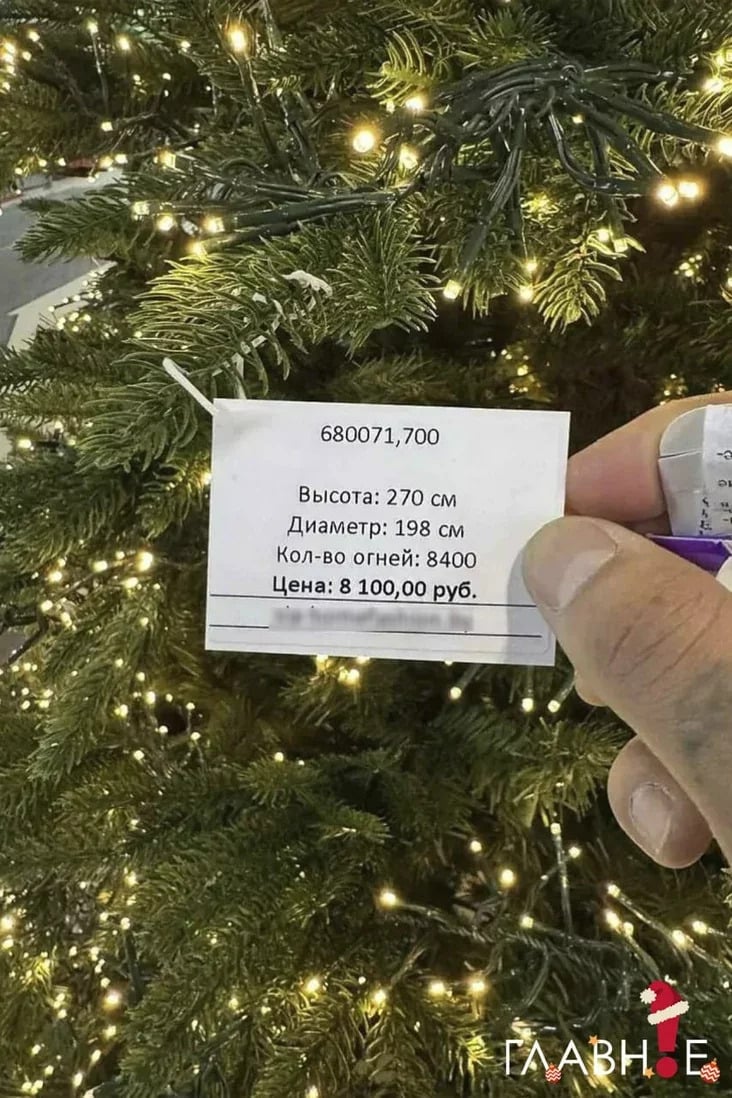 680071,700
Высота: 270 см
Диаметр: 198 см
Кол-во огней: 8400
Цена: 8 100,00 руб.
ГЛАВН!Е